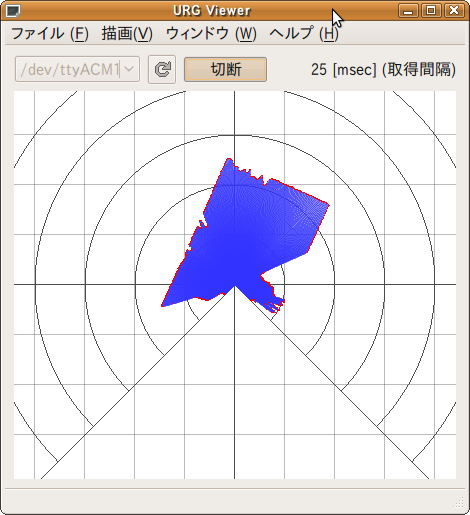 URG Viewer
ファイル (F) 描画(V) ウィンドウ (W) ヘルプ (H)
/dev/ttyACM1 切断 25 [msec] (取得間隔)